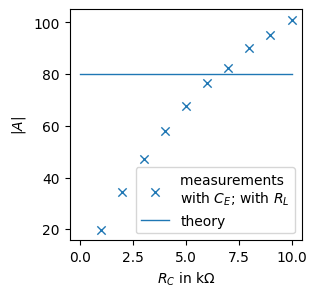 100
80
60
40
20
|A|
measurements
with C_E; with R_L
theory
0.0 2.5 5.0 7.5 10.0
R_C in kΩ